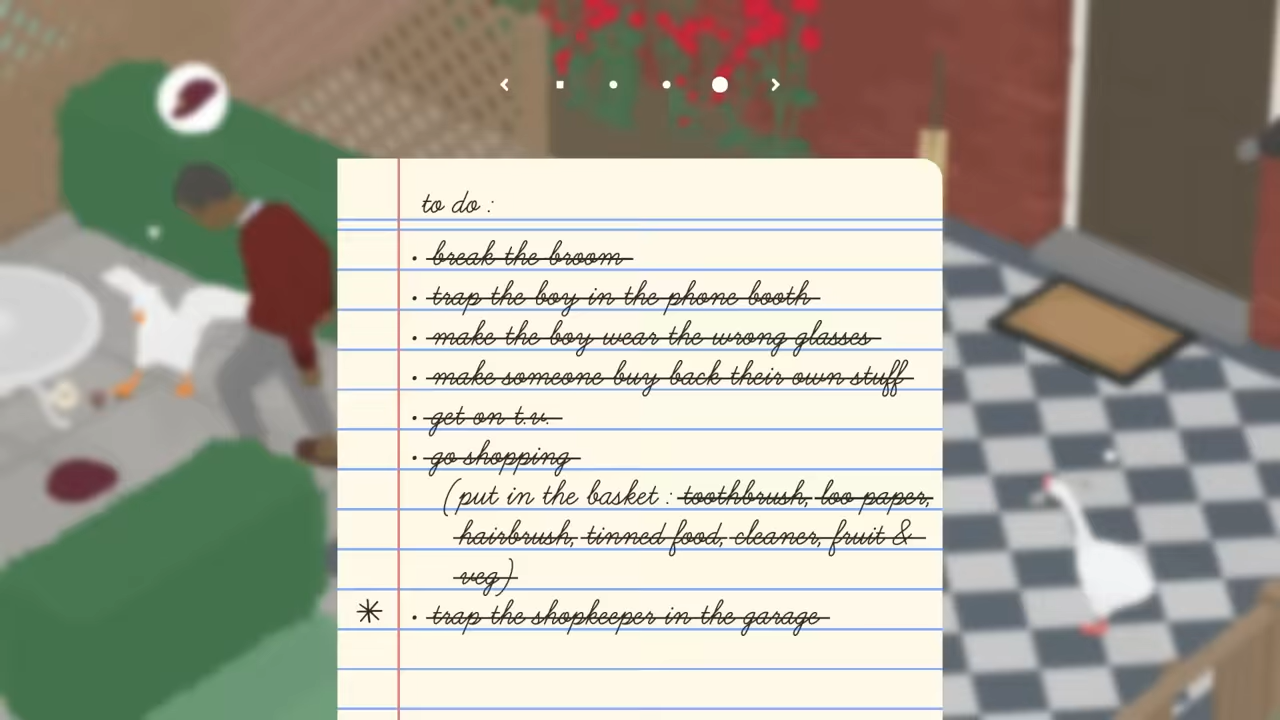 to do :
• break the broom
• trap the boy in the phone booth
• make the boy wear the wrong glasses
• make someone buy back their own stuff
• get on t.v.
• go shopping
(put in the basket : toothbrush, loo paper,
hairbrush, tinned food, cleaner, fruit &
veg)
• trap the shopkeeper in the garage